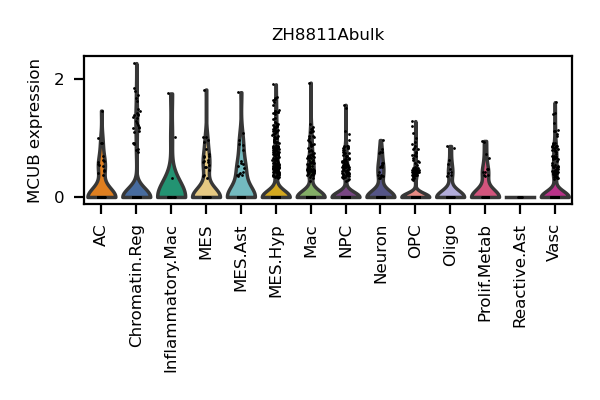 ZH8811Abulk
MCUB expression
2
0
AC
Chromatin.Reg
Inflammatory.Mac
MES
MES.Ast
MES.Hyp
Mac
NPC
Neuron
OPC
Oligo
Prolif.Metab
Reactive.Ast
Vasc